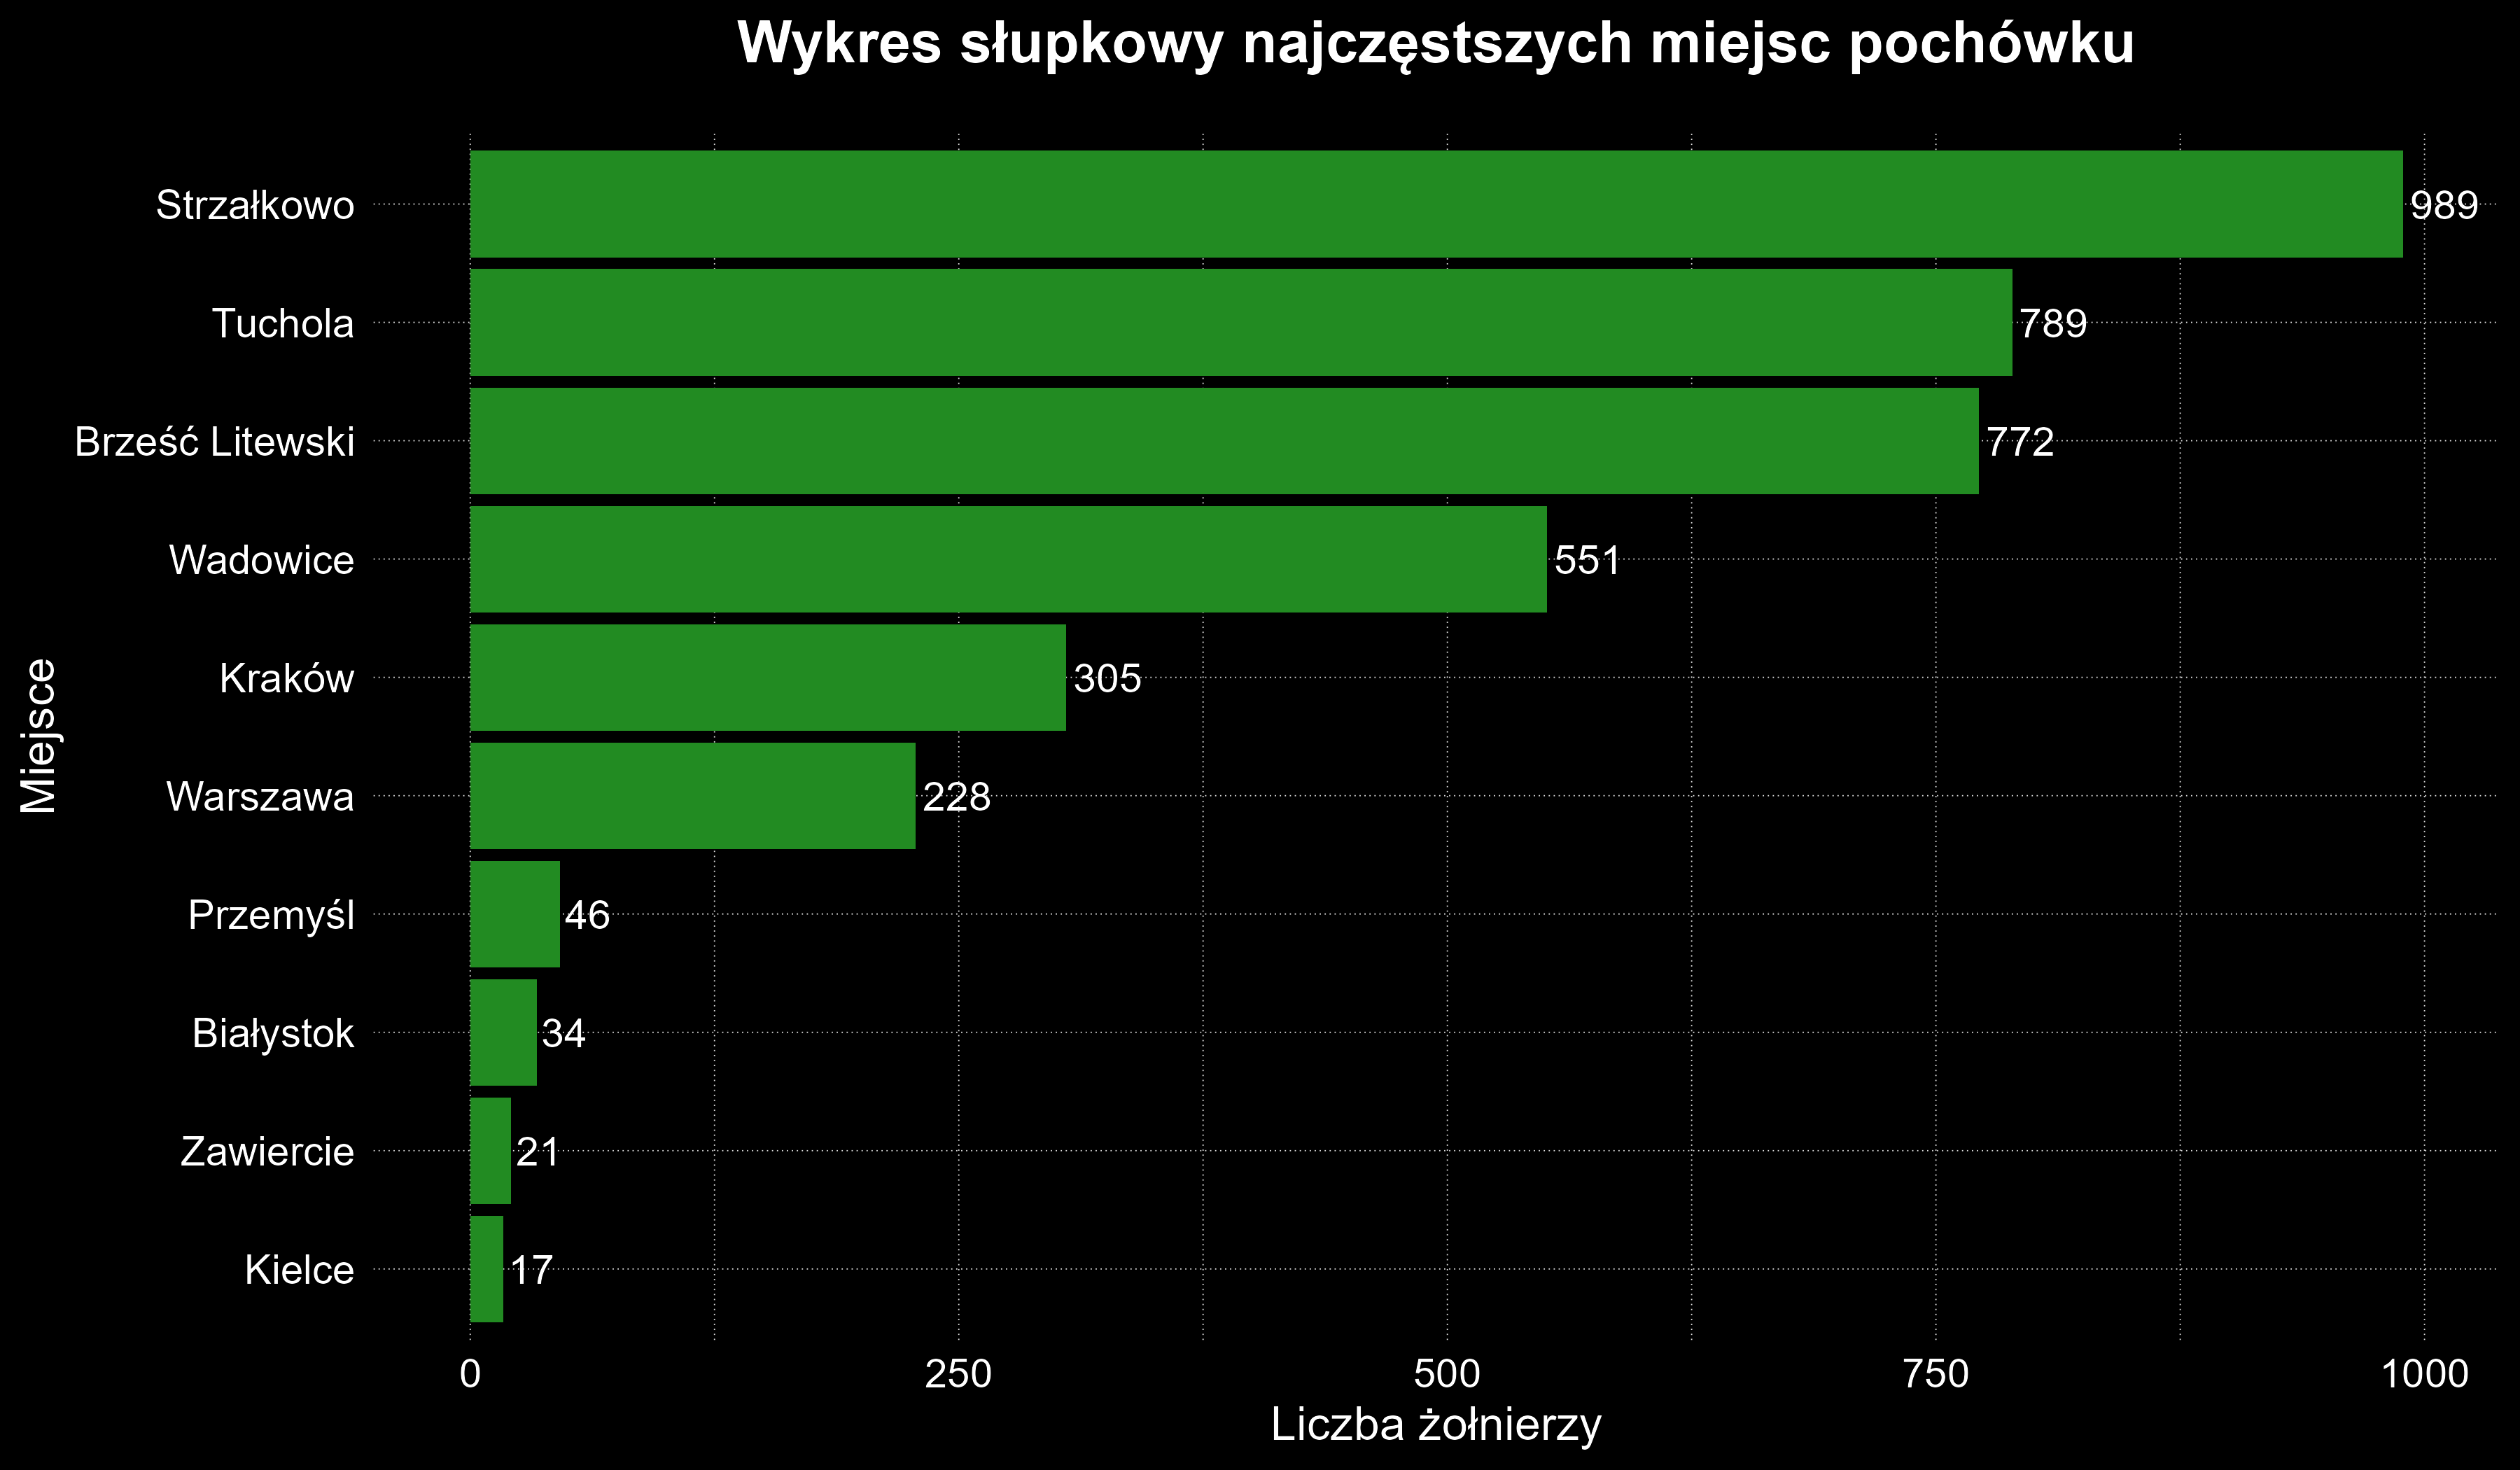 Wykres słupkowy najczęstszych miejsc pochówku
Strzałkowo 989
Tuchola 789
Brześć Litewski 772
Wadowice 551
Kraków 305
Warszawa 228
Przemyśl 46
Białystok 34
Zawiercie 21
Kielce 17
Miejsce
0 250 500 750 1000
Liczba żołnierzy